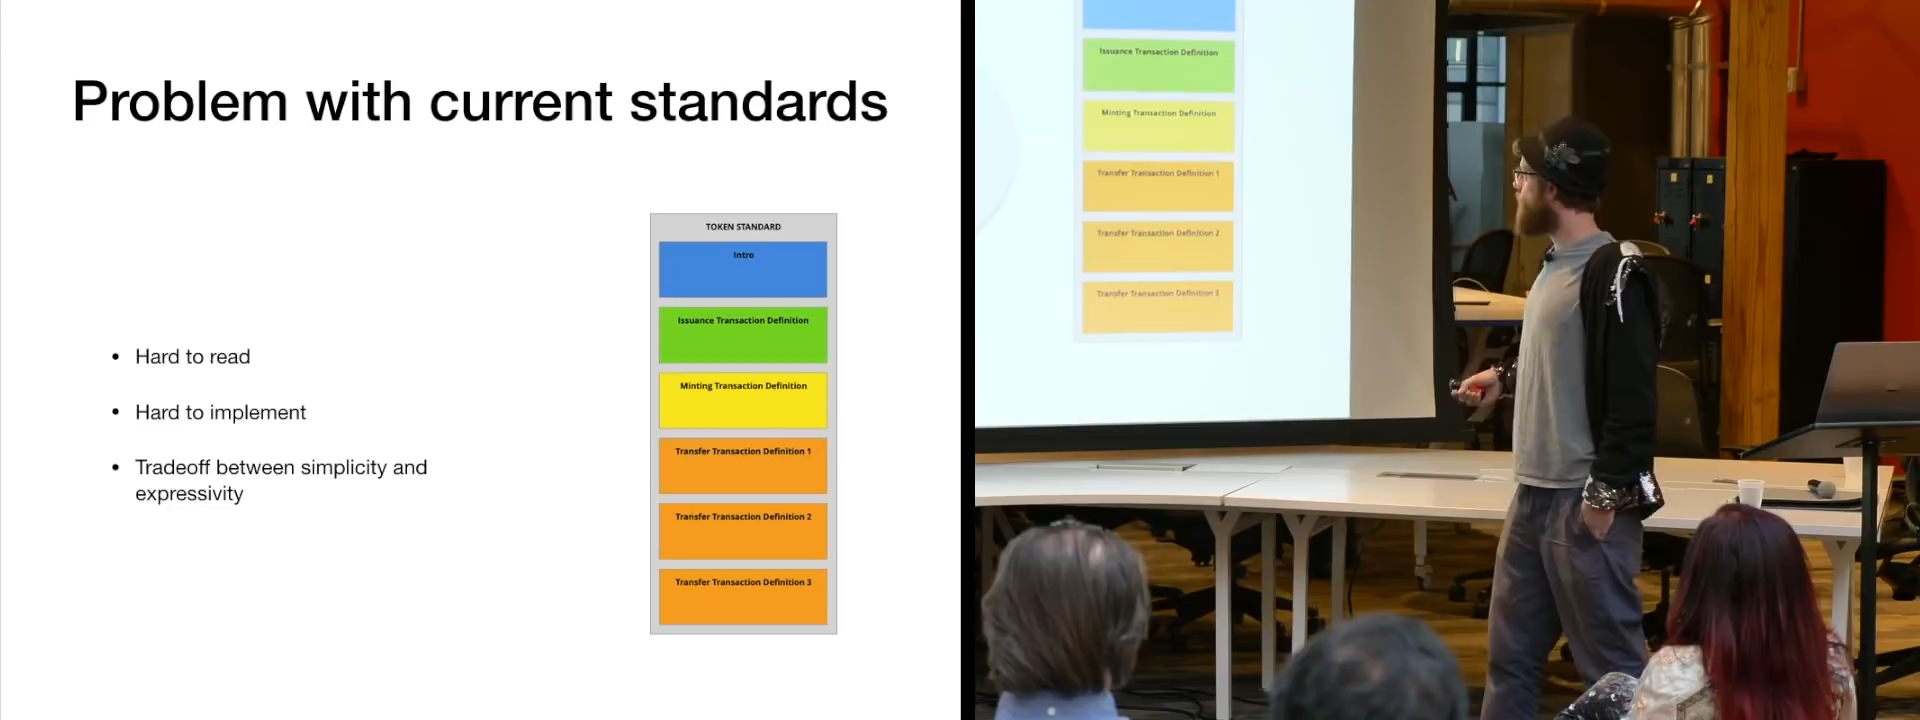 Problem with current standards
• Hard to read
• Hard to implement
• Tradeoff between simplicity and
expressivity
TOKEN STANDARD
Intro
Issuance Transaction Definition
Minting Transaction Definition
Transfer Transaction Definition 1
Transfer Transaction Definition 2
Transfer Transaction Definition 3
Issuance Transaction Definition
Minting Transaction Definition
Transfer Transaction Definition 1
Transfer Transaction Definition 2
Transfer Transaction Definition 3